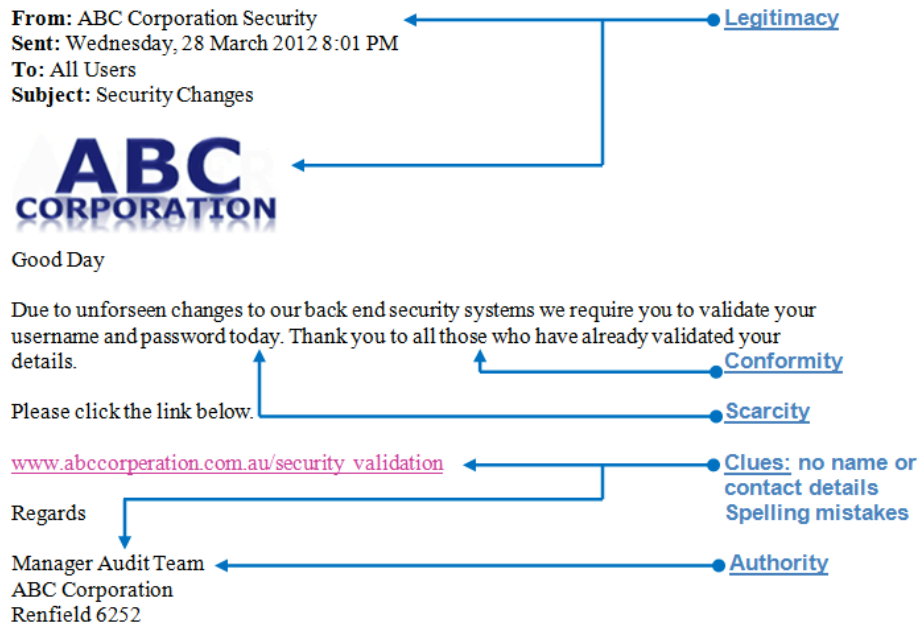 From: ABC Corporation Security
Legitimacy
Sent: Wednesday, 28 March 2012 8:01 PM
To: All Users
Subject: Security Changes
ABC
CORPORATION
Good Day
Due to unforseen changes to our back end security systems we require you to validate your
username and password today. Thank you to all those who have already validated your
details.
Conformity
Please click the link below.
Scarcity
www.abccorperation.com.au/security_validation
Clues: no name or
contact details
Spelling mistakes
Regards
Manager Audit Team
Authority
ABC Corporation
Renfield 6252